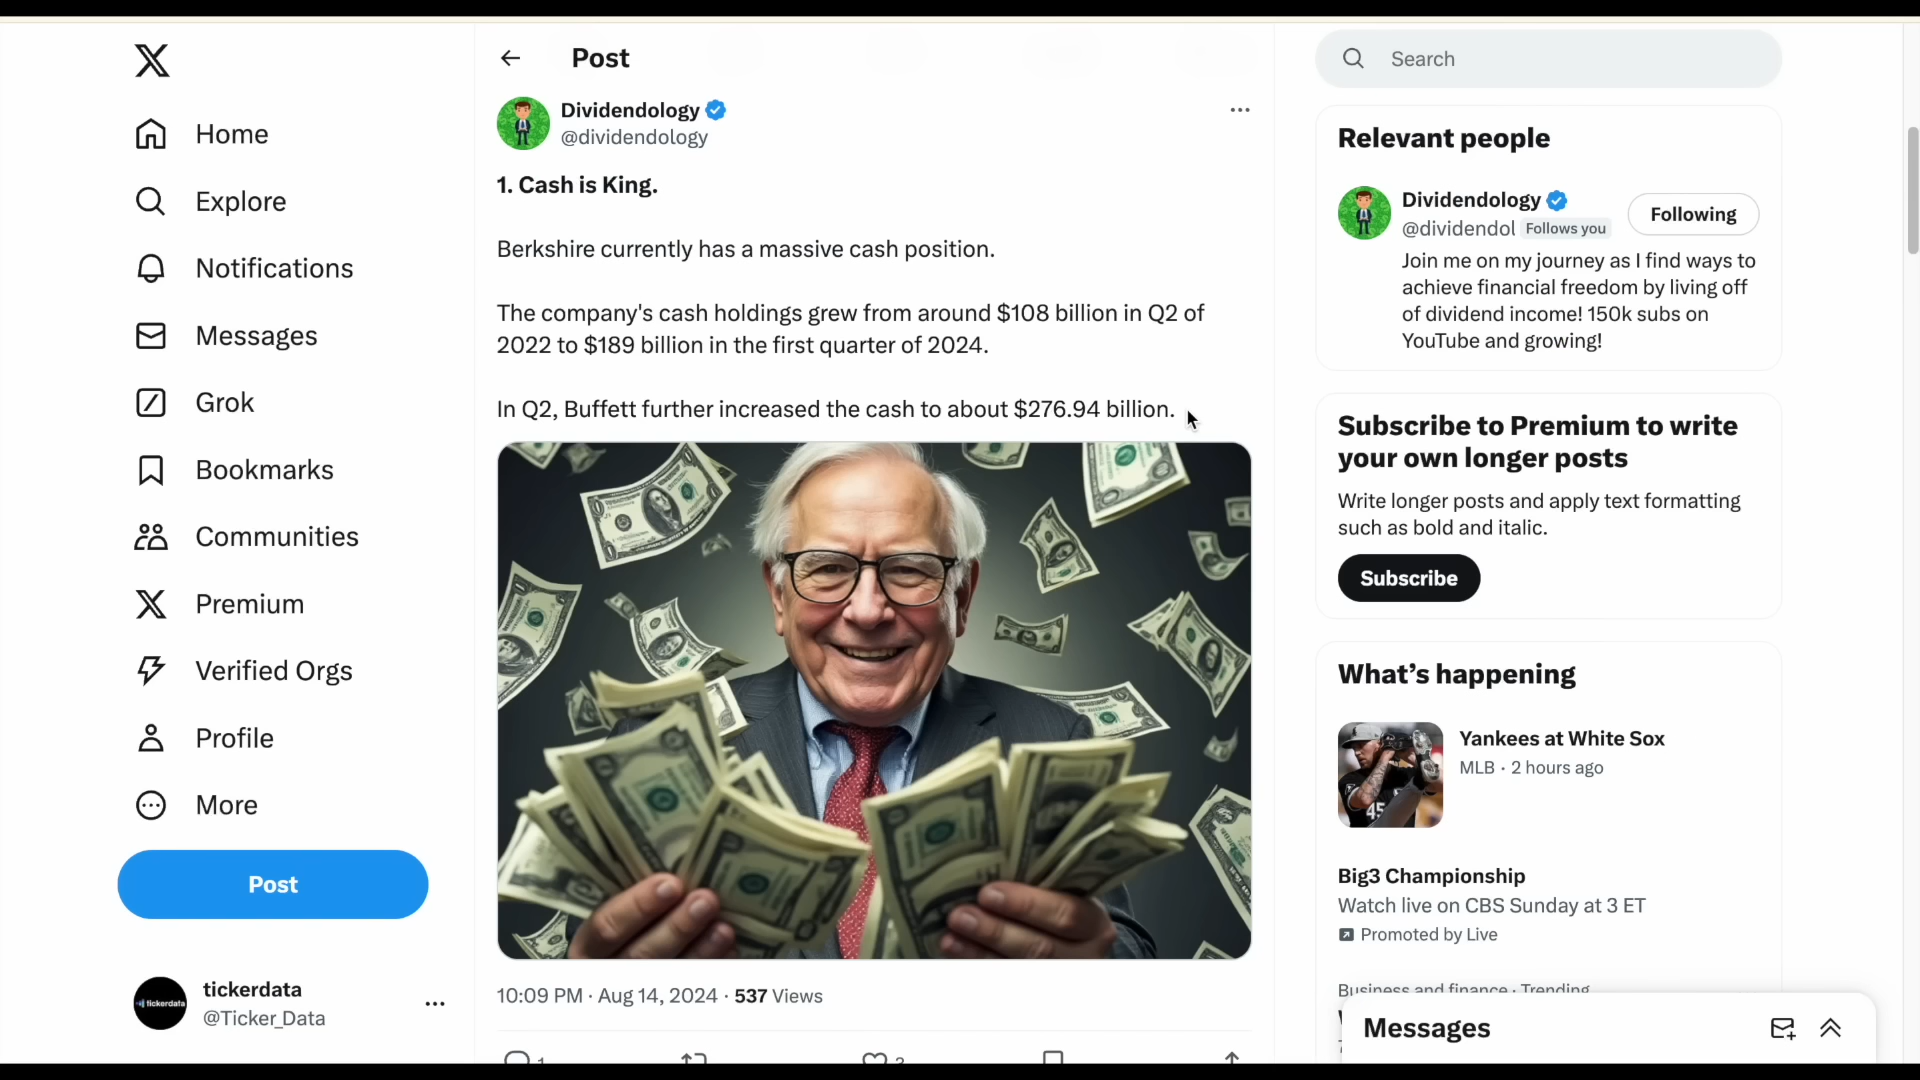 Home
Explore
Notifications
Messages
Grok
Bookmarks
Communities
Premium
Verified Orgs
Profile
More
Post
tickerdata
tickerdata
@Ticker_Data
Post
Dividendology
@dividendology
1. Cash is King.
Berkshire currently has a massive cash position.
The company's cash holdings grew from around $108 billion in Q2 of
2022 to $189 billion in the first quarter of 2024.
In Q2, Buffett further increased the cash to about $276.94 billion.
10:09 PM · Aug 14, 2024 · 537 Views
Search
Relevant people
Dividendology
@dividendol Follows you
Following
Join me on my journey as I find ways to
achieve financial freedom by living off
of dividend income! 150k subs on
YouTube and growing!
Subscribe to Premium to write
your own longer posts
Write longer posts and apply text formatting
such as bold and italic.
Subscribe
What's happening
Yankees at White Sox
MLB · 2 hours ago
45
Big3 Championship
Watch live on CBS Sunday at 3 ET
Promoted by Live
Business and finance · Trending
Messages